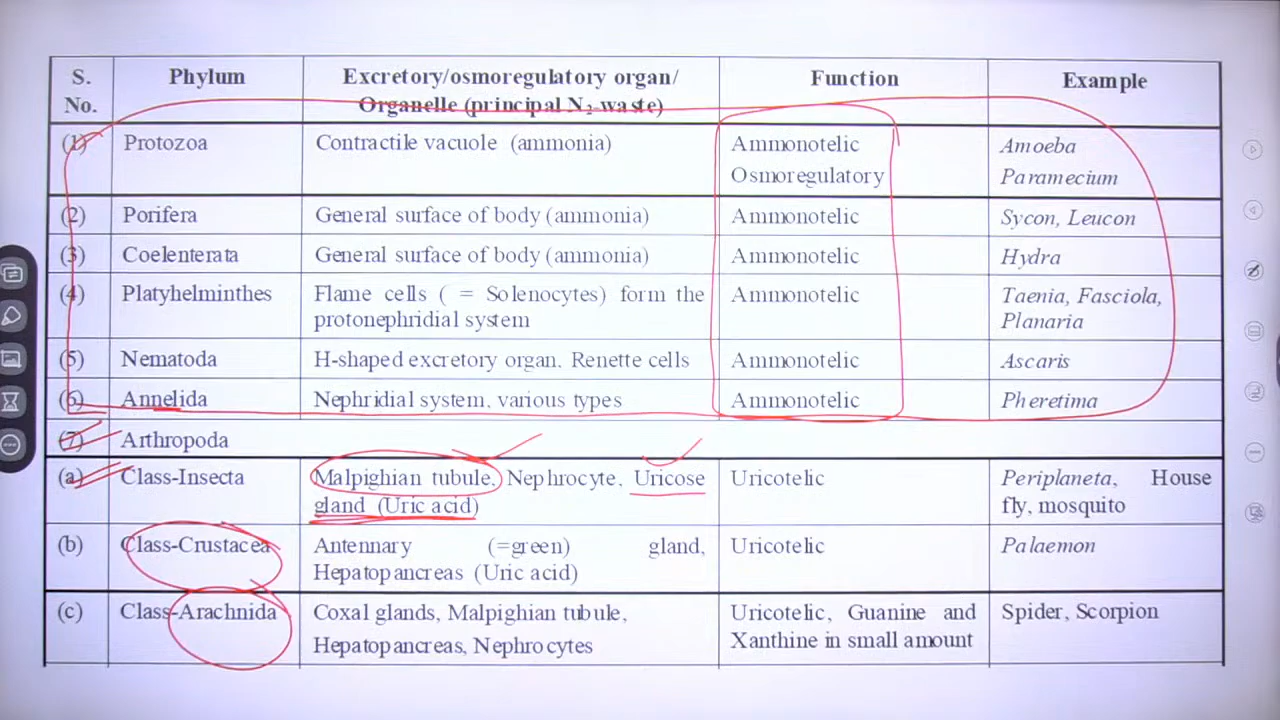 S. No. Phylum Excretory/osmoregulatory organ/ Organelle (principal N₂-waste) Function Example
(1) Protozoa Contractile vacuole (ammonia) Ammonotelic Osmoregulatory Amoeba Paramecium
(2) Porifera General surface of body (ammonia) Ammonotelic Sycon, Leucon
(3) Coelenterata General surface of body (ammonia) Ammonotelic Hydra
(4) Platyhelminthes Flame cells ( = Solenocytes) form the protonephridial system Ammonotelic Taenia, Fasciola, Planaria
(5) Nematoda H-shaped excretory organ. Renette cells Ammonotelic Ascaris
(6) Annelida Nephridial system, various types Ammonotelic Pheretima
(7) Arthropoda
(a) Class-Insecta Malpighian tubule, Nephrocyte, Uricose gland (Uric acid) Uricotelic Periplaneta, House fly, mosquito
(b) Class-Crustacea Antennary (=green) gland, Hepatopancreas (Uric acid) Uricotelic Palaemon
(c) Class-Arachnida Coxal glands, Malpighian tubule, Hepatopancreas, Nephrocytes Uricotelic, Guanine and Xanthine in small amount Spider, Scorpion